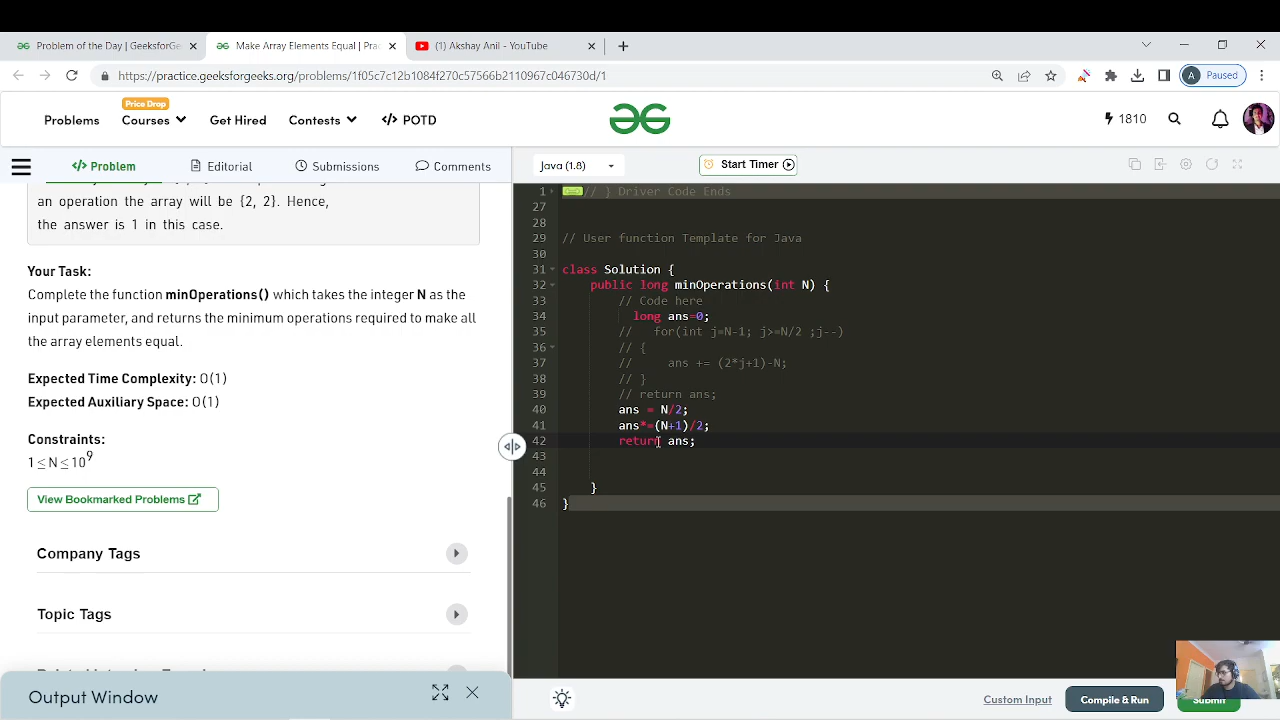 Problem of the Day | GeeksforGe
Make Array Elements Equal | Prac
(1) Akshay Anil - YouTube
https://practice.geeksforgeeks.org/problems/1f05c7c12b1084f270c57566b2110967c046730d/1
A Paused
Price Drop
Problems Courses Get Hired Contests </> POTD
1810
</> Problem Editorial Submissions Comments
Java (1.8) Start Timer
an operation the array will be {2, 2}. Hence,
the answer is 1 in this case.
Your Task:
Complete the function minOperations() which takes the integer N as the
input parameter, and returns the minimum operations required to make all
the array elements equal.
Expected Time Complexity: O(1)
Expected Auxiliary Space: O(1)
Constraints:
1 ≤ N ≤ 10^9
View Bookmarked Problems
Company Tags
Topic Tags
Output Window
1 // } Driver Code Ends
27
28
29 // User function Template for Java
30
31 class Solution {
32 public long minOperations(int N) {
33 // Code here
34 long ans=0;
35 // for(int j=N-1; j>=N/2 ;j--)
36 // {
37 // ans += (2*j+1)-N;
38 // }
39 // return ans;
40 ans = N/2;
41 ans*=(N+1)/2;
42 return ans;
43
44
45 }
46 }
Custom Input
Compile & Run
Submit